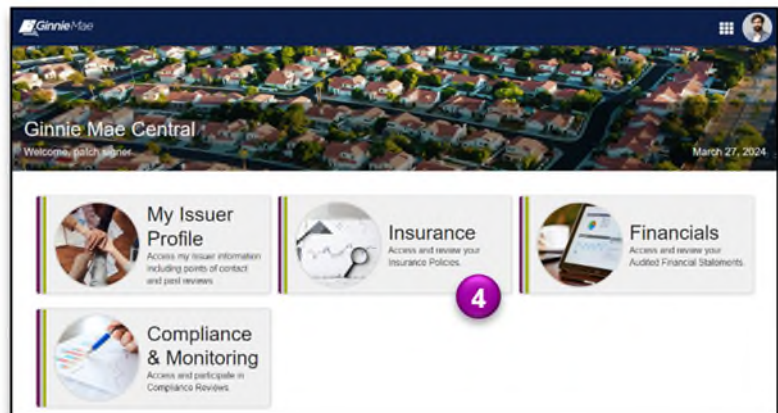 Ginnie Mae
Ginnie Mae Central
Welcome, patch signer
March 27, 2024
My Issuer
Profile
Access my issuer information
including points of contact
and past reviews
Insurance
Access and review your
Insurance Policies.
4
Financials
Access and review your
Audited Financial Statements.
Compliance
& Monitoring
Access and participate in
Compliance Reviews.